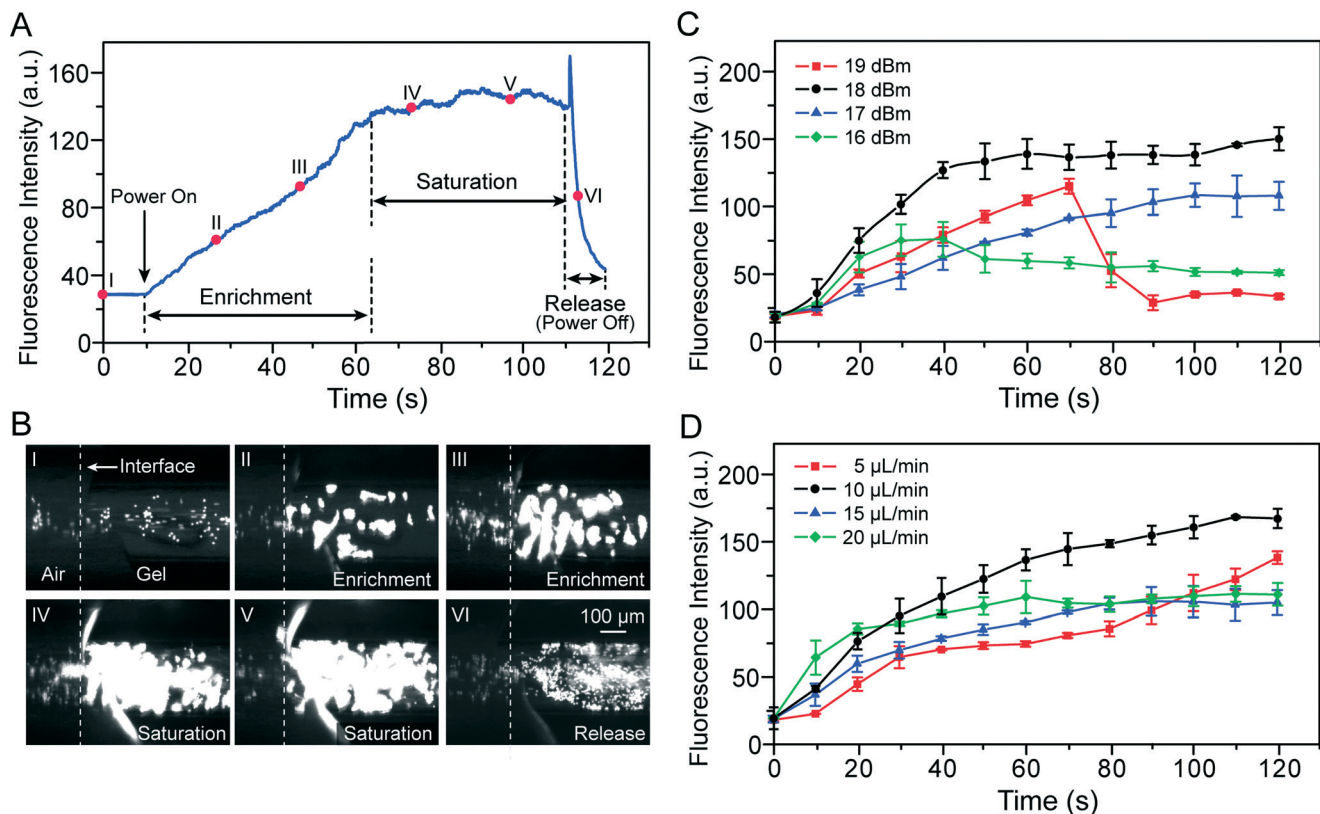 A
Fluorescence Intensity (a.u.)
160
120
80
40
0
0
20
40
60
80
100
120
Time (s)
Power On
I
II
III
IV
V
VI
Enrichment
Saturation
Release
(Power Off)
B
I
Interface
Air
Gel
II
Enrichment
III
Enrichment
IV
Saturation
V
Saturation
VI
100 µm
Release
C
Fluorescence Intensity (a.u.)
200
150
100
50
0
19 dBm
18 dBm
17 dBm
16 dBm
0
20
40
60
80
100
120
Time (s)
D
Fluorescence Intensity (a.u.)
200
150
100
50
0
5 µL/min
10 µL/min
15 µL/min
20 µL/min
0
20
40
60
80
100
120
Time (s)